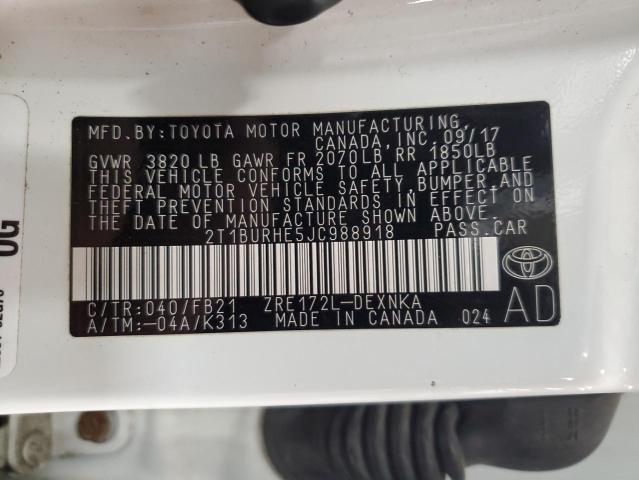 MFD. BY: TOYOTA MOTOR MANUFACTURING
CANADA, INC. 09/17
GVWR 3820 LB GAWR FR 2070LB RR 1850LB
THIS VEHICLE CONFORMS TO ALL APPLICABLE
FEDERAL MOTOR VEHICLE SAFETY, BUMPER, AND
THEFT PREVENTION STANDARDS IN EFFECT ON
THE DATE OF MANUFACTURE SHOWN ABOVE.
2T1BURHE5JC988918 PASS. CAR
C/TR: 040/FB21 ZRE172L-DEXNKA
A/TM: -04A/K313 MADE IN CANADA 024
AD